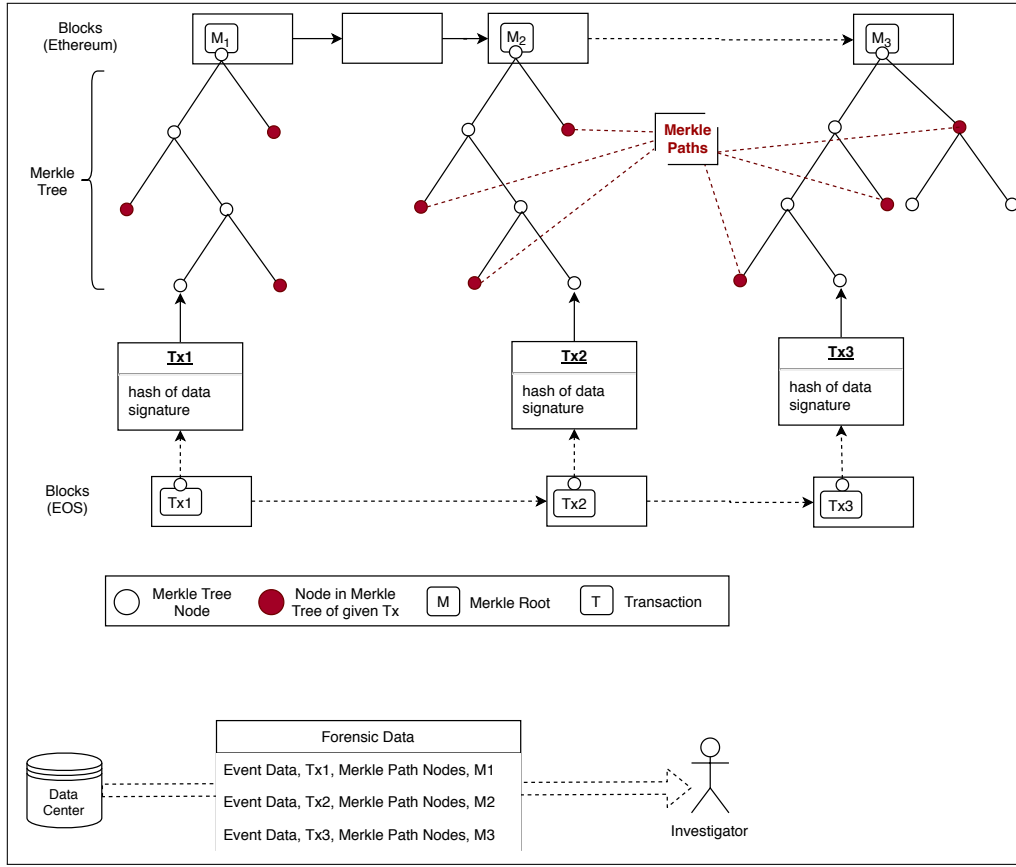 Blocks
(Ethereum)
M1
M2
M3
Merkle
Tree
Merkle
Paths
Tx1
hash of data
signature
Tx2
hash of data
signature
Tx3
hash of data
signature
Blocks
(EOS)
Tx1
Tx2
Tx3
Merkle Tree
Node
Node in Merkle
Tree of given Tx
M
Merkle Root
T
Transaction
Data
Center
Forensic Data
Event Data, Tx1, Merkle Path Nodes, M1
Event Data, Tx2, Merkle Path Nodes, M2
Event Data, Tx3, Merkle Path Nodes, M3
Investigator